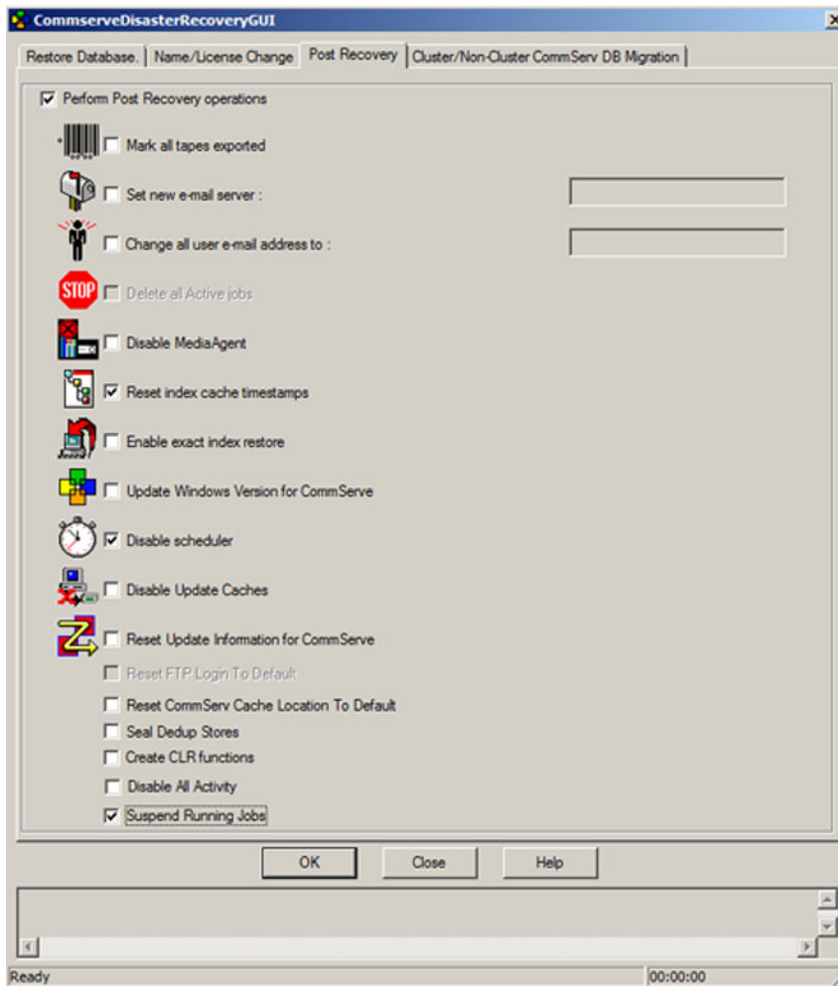 CommserveDisasterRecoveryGUI
Restore Database. Name/License Change Post Recovery Cluster/Non-Cluster CommServ DB Migration
Perform Post Recovery operations
Mark all tapes exported
Set new e-mail server :
Change all user e-mail address to :
STOP Delete all Active jobs
Disable MediaAgent
Reset index cache timestamps
Enable exact index restore
Update Windows Version for CommServe
Disable scheduler
Disable Update Caches
Reset Update Information for CommServe
Reset FTP Login To Default
Reset CommServ Cache Location To Default
Seal Dedup Stores
Create CLR functions
Disable All Activity
Suspend Running Jobs
OK Close Help
Ready 00:00:00